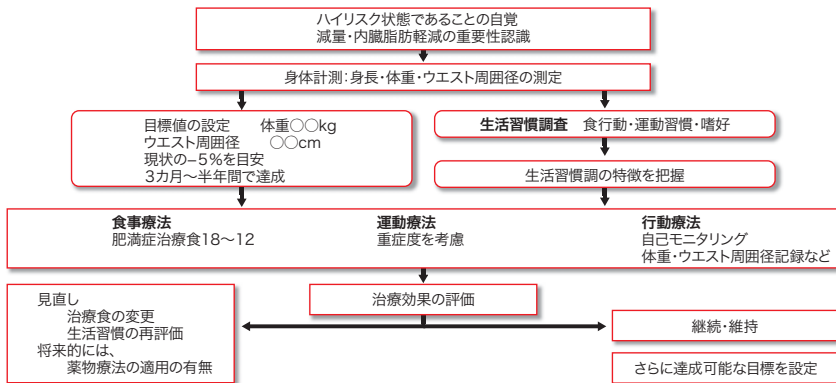 ハイリスク状態であることの自覚
減量・内臓脂肪軽減の重要性認識
身体計測：身長・体重・ウエスト周囲径の測定
目標値の設定　体重○○kg
ウエスト周囲径　○○cm
現状の−5％を目安
3カ月〜半年間で達成
生活習慣調査　食行動・運動習慣・嗜好
生活習慣調の特徴を把握
食事療法
肥満症治療食18〜12
運動療法
重症度を考慮
行動療法
自己モニタリング
体重・ウエスト周囲径記録など
治療効果の評価
見直し
治療食の変更
生活習慣の再評価
将来的には、
薬物療法の適用の有無
継続・維持
さらに達成可能な目標を設定